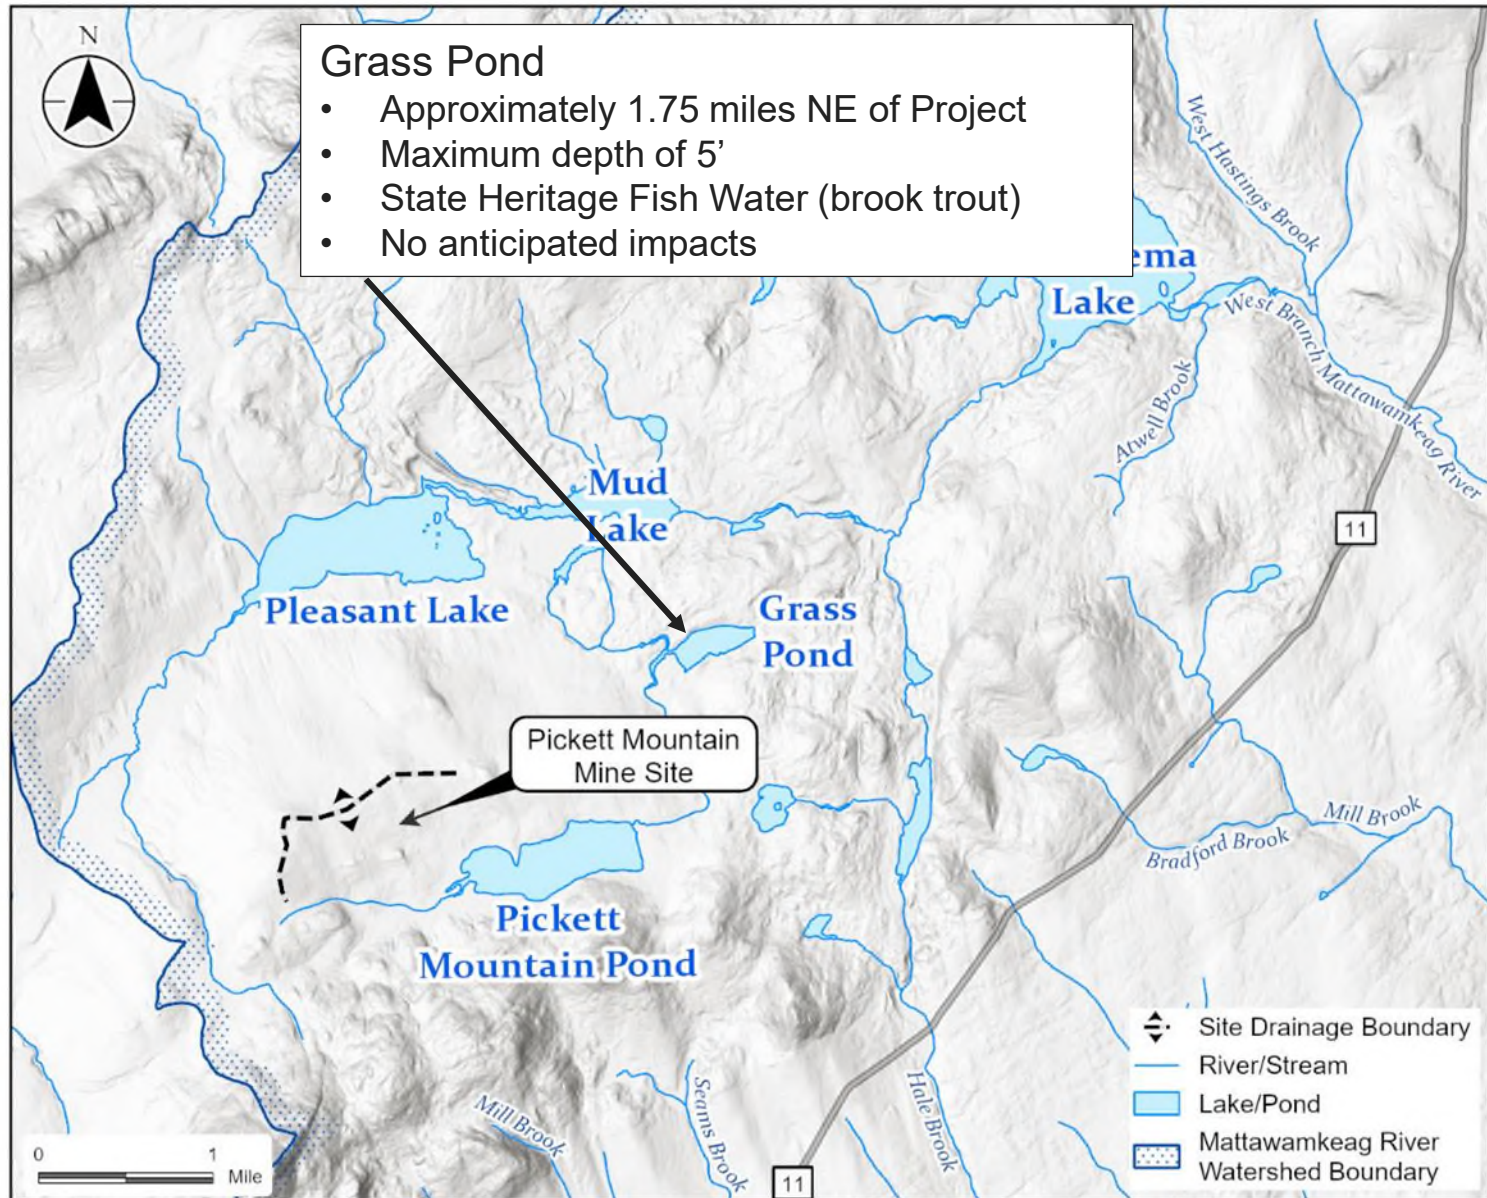 N
Grass Pond
• Approximately 1.75 miles NE of Project
• Maximum depth of 5’
• State Heritage Fish Water (brook trout)
• No anticipated impacts
West Hastings Brook
ema
Lake
West Branch Mattawamkeag River
Atwell Brook
11
Mud
Lake
Pleasant Lake
Grass
Pond
Pickett Mountain
Mine Site
Mill Brook
Bradford Brook
Pickett
Mountain Pond
Mill Brook
Seams Brook
Hale Brook
11
Site Drainage Boundary
River/Stream
Lake/Pond
Mattawamkeag River
Watershed Boundary
0 1
Mile